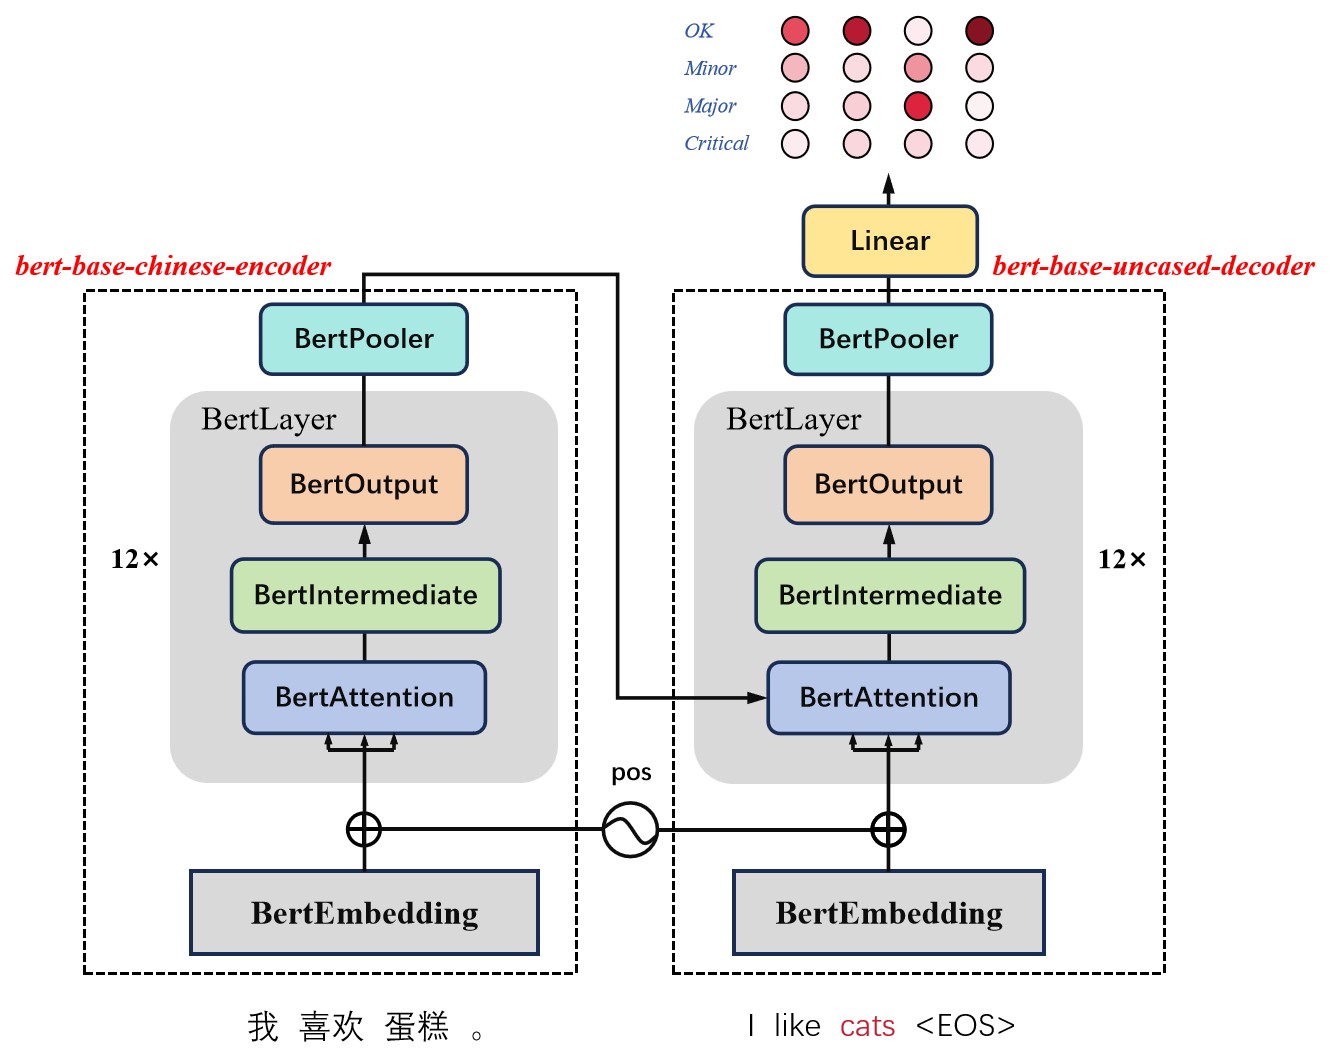 OK
Minor
Major
Critical
Linear
bert-base-chinese-encoder
bert-base-uncased-decoder
BertPooler
BertLayer
BertOutput
12×
BertIntermediate
BertAttention
BertEmbedding
我 喜欢 蛋糕 。
pos
BertPooler
BertLayer
BertOutput
12×
BertIntermediate
BertAttention
BertEmbedding
I like cats <EOS>